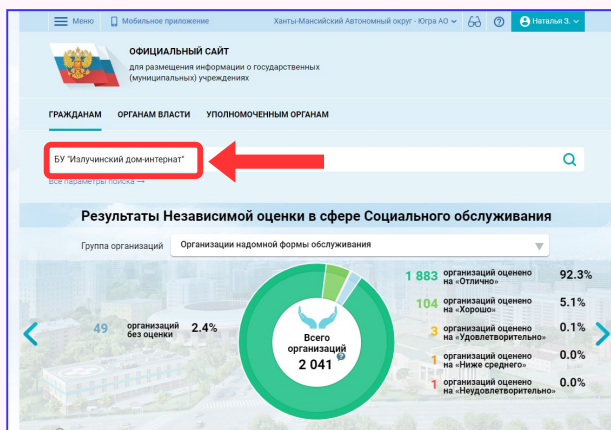 Меню Мобильное приложение Ханты-Мансийский Автономный округ - Югра АО Наталья З.
ОФИЦИАЛЬНЫЙ САЙТ
для размещения информации о государственных
(муниципальных) учреждениях
ГРАЖДАНАМ ОРГАНАМ ВЛАСТИ УПОЛНОМОЧЕННЫМ ОРГАНАМ
БУ "Излучинский дом-интернат"
Все параметры поиска →
Результаты Независимой оценки в сфере Социального обслуживания
Группа организаций Организации надомной формы обслуживания
1 883 организаций оценено на «Отлично» 92.3%
104 организаций оценено на «Хорошо» 5.1%
49 организаций без оценки 2.4%
Всего
организаций
2 041
3 организаций оценено на «Удовлетворительно» 0.1%
1 организаций оценено на «Ниже среднего» 0.0%
1 организаций оценено на «Неудовлетворительно» 0.0%